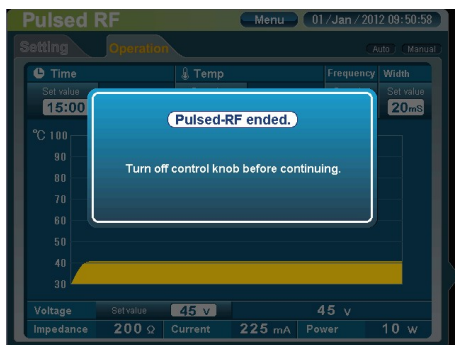 Pulsed RF
Menu
01/Jan/2012 09:50:58
Setting
Operation
Auto
Manual
Time
Temp
Frequency
Width
Set value
Set value
15:00
20mS
℃ 100
Pulsed-RF ended.
90
Turn off control knob before continuing.
80
70
60
50
40
30
Voltage
Set value
45 v
45 v
Impedance
200 Ω
Current
225 mA
Power
10 w